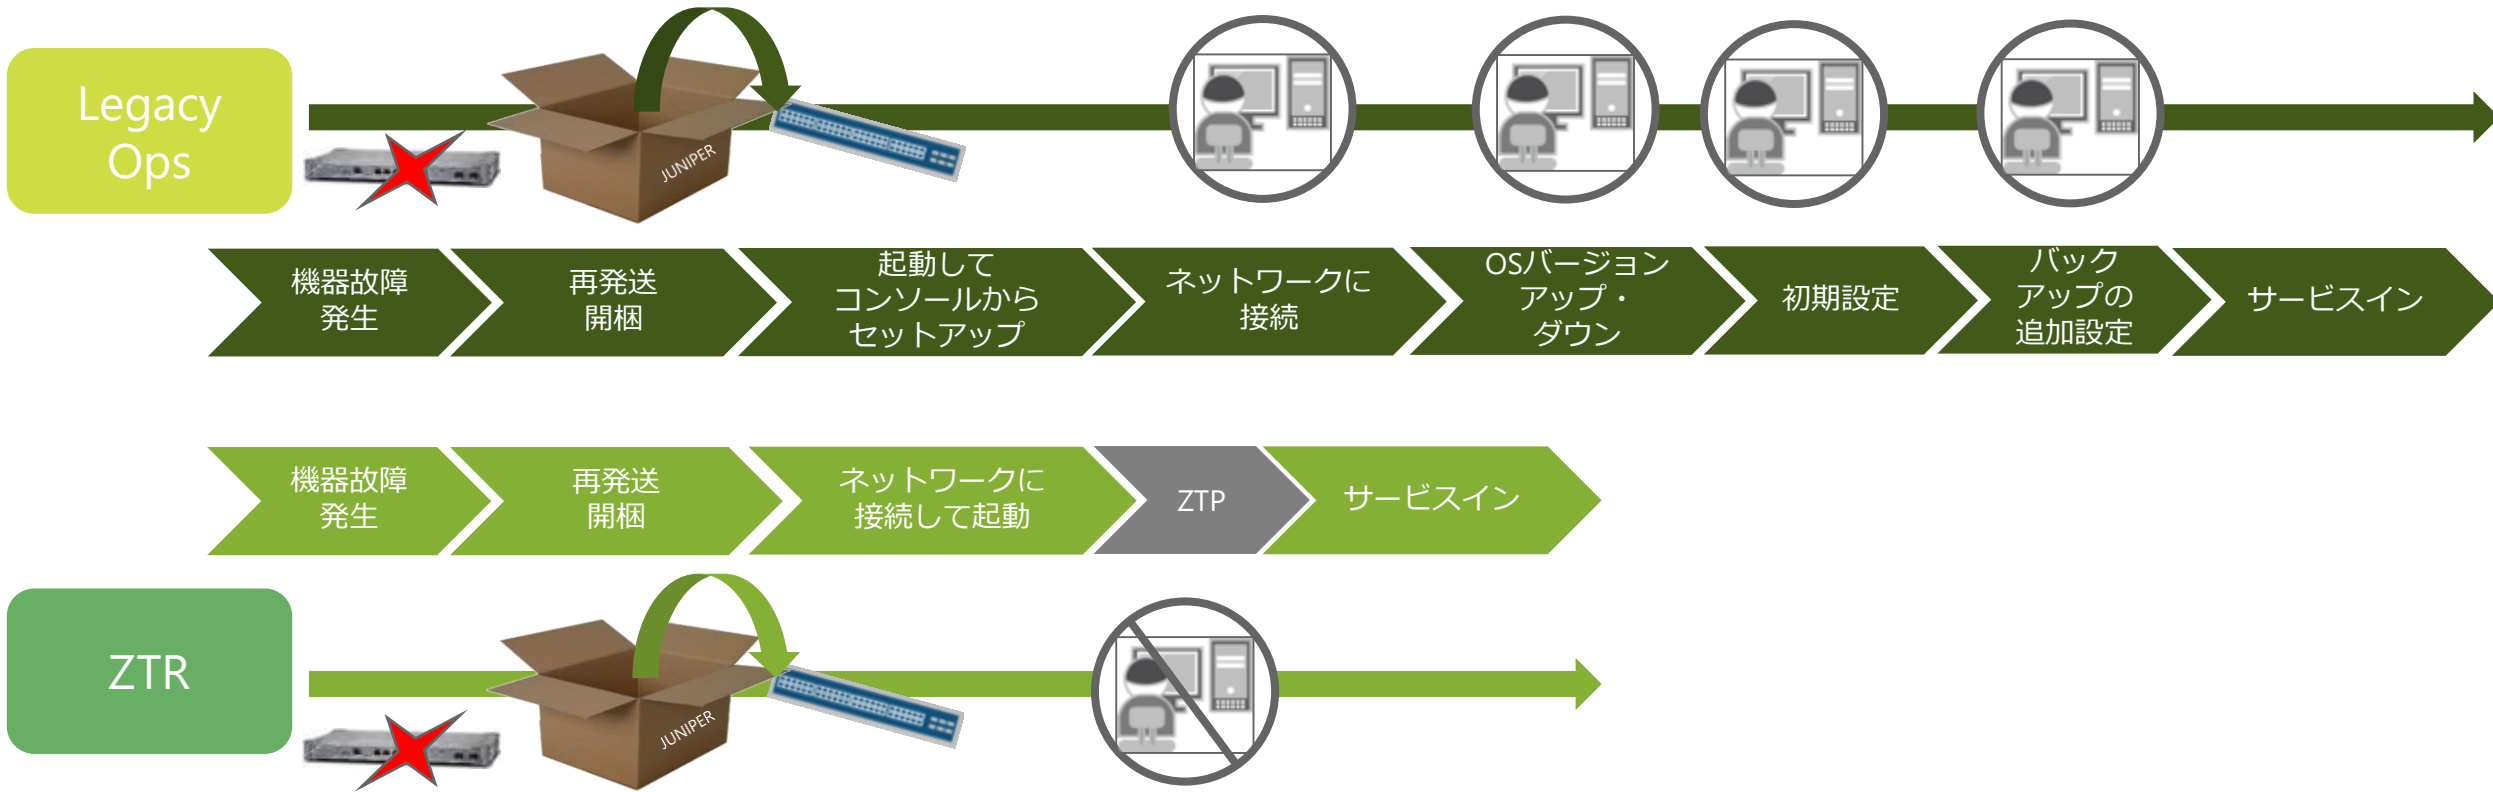 Legacy
Ops
JUNIPER
機器故障
発生
再発送
開梱
起動して
コンソールから
セットアップ
ネットワークに
接続
OSバージョン
アップ・
ダウン
初期設定
バック
アップの
追加設定
サービスイン
機器故障
発生
再発送
開梱
ネットワークに
接続して起動
ZTP
サービスイン
ZTR
JUNIPER